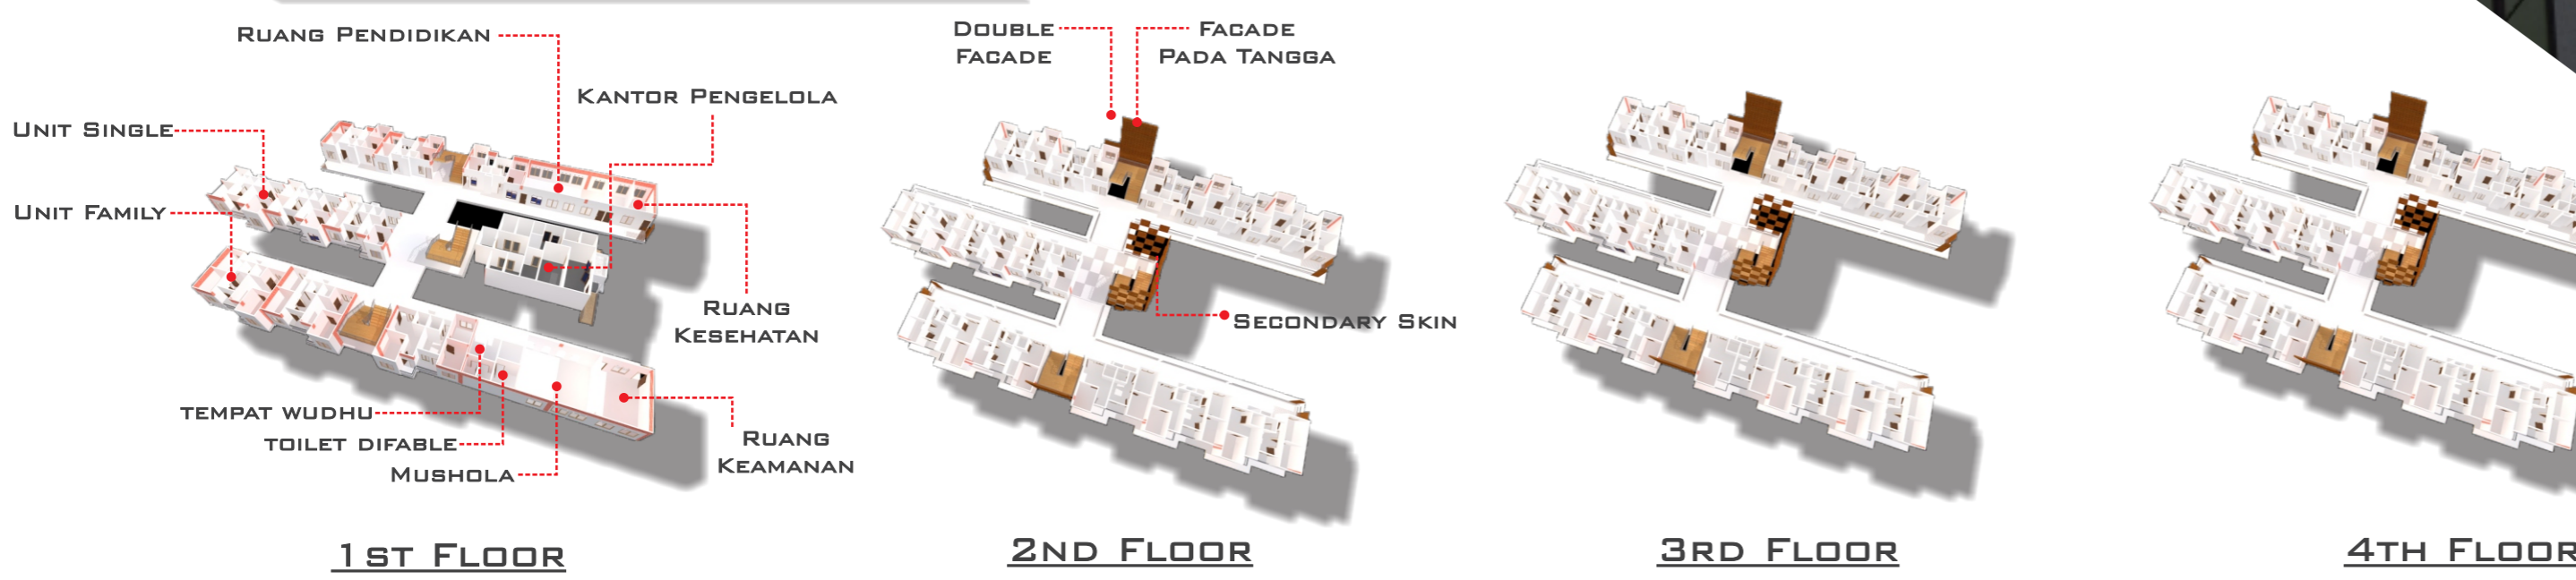 Ruang Pendidikan
Kantor Pengelola
Unit Single
Unit Family
Ruang
Kesehatan
tempat wudhu
toilet difable
Mushola
Ruang
Keamanan
1st Floor
Double
Facade
Facade
Pada Tangga
Secondary Skin
2nd Floor
3rd Floor
4th Floor